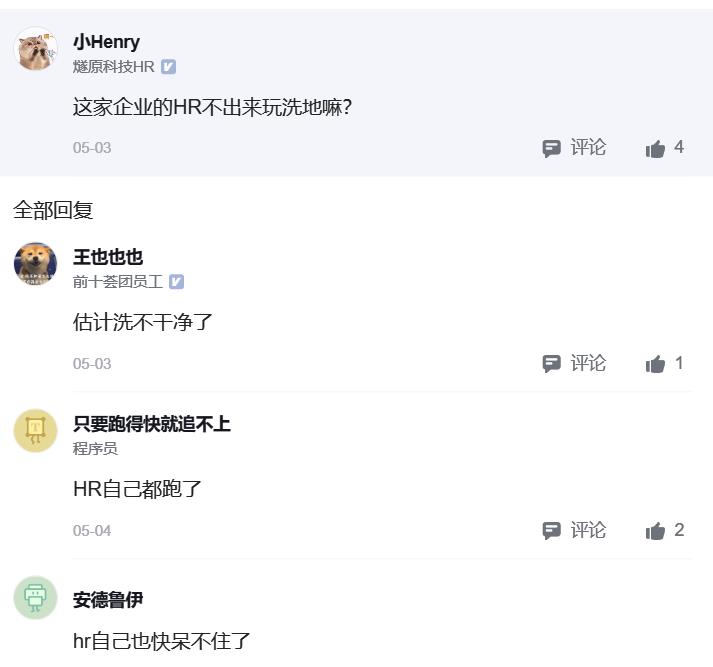 小Henry
燧原科技HR
这家企业的HR不出来玩洗地嘛?
05-03 评论 4
全部回复
王也也也
前十荟团员工
估计洗不干净了
05-03 评论 1
只要跑得快就追不上
程序员
HR自己都跑了
05-04 评论 2
安德鲁伊
hr自己也快呆不住了